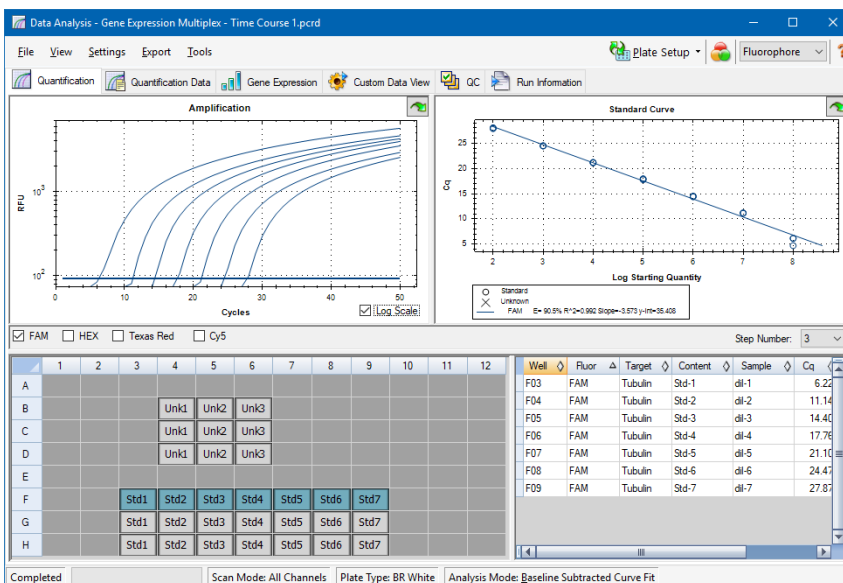 Data Analysis - Gene Expression Multiplex - Time Course 1.pcrd
File View Settings Export Tools Plate Setup Fluorophore
Quantification Quantification Data Gene Expression Custom Data View QC Run Information
Amplification
RFU
10^3
10^2
0 10 20 30 40 50
Cycles
Log Scale
Standard Curve
Cq
25
20
15
10
5
2 3 4 5 6 7 8
Log Starting Quantity
Standard
Unknown
FAM E= 90.5% R^2=0.992 Slope=-3.573 y-int=35.408
FAM HEX Texas Red Cy5 Step Number: 3
1 2 3 4 5 6 7 8 9 10 11 12
A
B Unk1 Unk2 Unk3
C Unk1 Unk2 Unk3
D Unk1 Unk2 Unk3
E
F Std1 Std2 Std3 Std4 Std5 Std6 Std7
G Std1 Std2 Std3 Std4 Std5 Std6 Std7
H Std1 Std2 Std3 Std4 Std5 Std6 Std7
Well Fluor Target Content Sample Cq
F03 FAM Tubulin Std-1 dil-1 6.22
F04 FAM Tubulin Std-2 dil-2 11.14
F05 FAM Tubulin Std-3 dil-3 14.40
F06 FAM Tubulin Std-4 dil-4 17.76
F07 FAM Tubulin Std-5 dil-5 21.10
F08 FAM Tubulin Std-6 dil-6 24.47
F09 FAM Tubulin Std-7 dil-7 27.87
Completed Scan Mode: All Channels Plate Type: BR White Analysis Mode: Baseline Subtracted Curve Fit